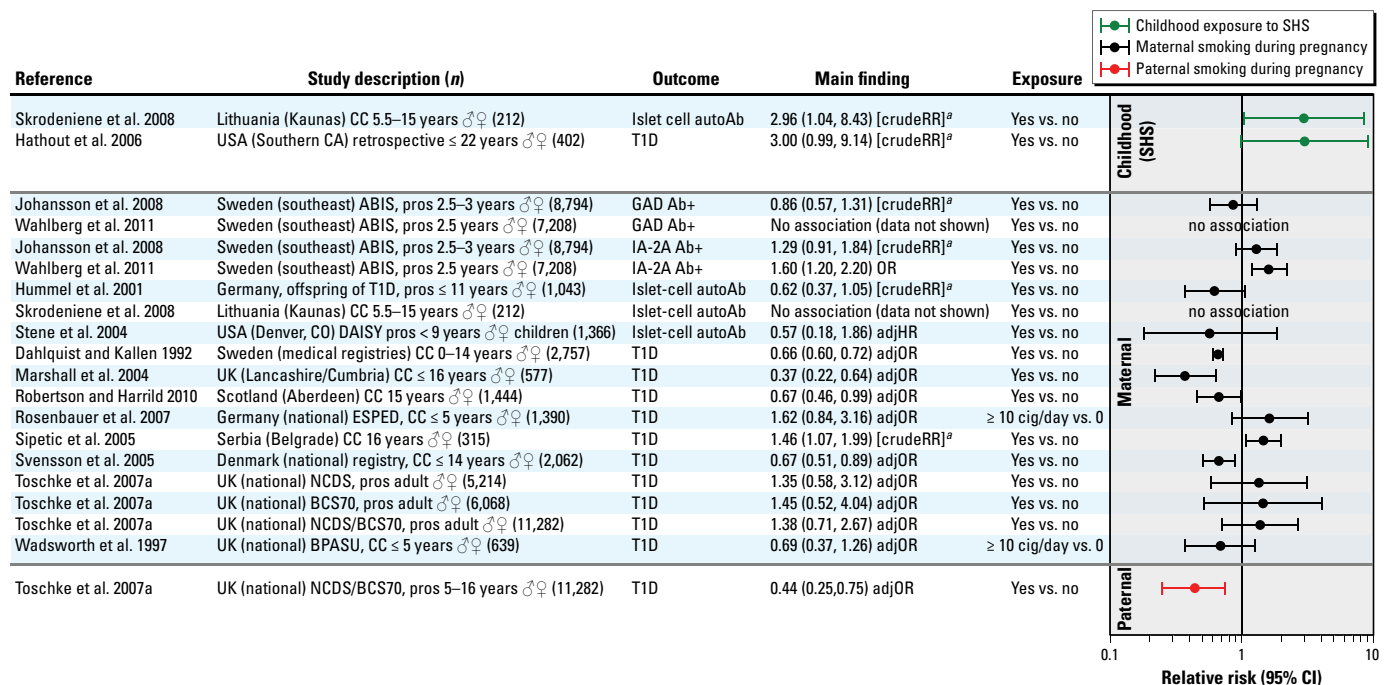 Childhood exposure to SHS
Maternal smoking during pregnancy
Paternal smoking during pregnancy
Reference Study description (n) Outcome Main finding Exposure
Skrodeniene et al. 2008 Lithuania (Kaunas) CC 5.5–15 years ♂♀ (212) Islet cell autoAb 2.96 (1.04, 8.43) [crudeRR]a Yes vs. no
Hathout et al. 2006 USA (Southern CA) retrospective ≤ 22 years ♂♀ (402) T1D 3.00 (0.99, 9.14) [crudeRR]a Yes vs. no
Childhood
(SHS)
Johansson et al. 2008 Sweden (southeast) ABIS, pros 2.5–3 years ♂♀ (8,794) GAD Ab+ 0.86 (0.57, 1.31) [crudeRR]a Yes vs. no
Wahlberg et al. 2011 Sweden (southeast) ABIS, pros 2.5 years ♂♀ (7,208) GAD Ab+ No association (data not shown) Yes vs. no no association
Johansson et al. 2008 Sweden (southeast) ABIS, pros 2.5–3 years ♂♀ (8,794) IA-2A Ab+ 1.29 (0.91, 1.84) [crudeRR]a Yes vs. no
Wahlberg et al. 2011 Sweden (southeast) ABIS, pros 2.5 years ♂♀ (7,208) IA-2A Ab+ 1.60 (1.20, 2.20) OR Yes vs. no
Hummel et al. 2001 Germany, offspring of T1D, pros ≤ 11 years ♂♀ (1,043) Islet-cell autoAb 0.62 (0.37, 1.05) [crudeRR]a Yes vs. no
Skrodeniene et al. 2008 Lithuania (Kaunas) CC 5.5–15 years ♂♀ (212) Islet-cell autoAb No association (data not shown) Yes vs. no no association
Stene et al. 2004 USA (Denver, CO) DAISY pros < 9 years ♂♀ children (1,366) Islet-cell autoAb 0.57 (0.18, 1.86) adjHR Yes vs. no
Dahlquist and Kallen 1992 Sweden (medical registries) CC 0–14 years ♂♀ (2,757) T1D 0.66 (0.60, 0.72) adjOR Yes vs. no
Marshall et al. 2004 UK (Lancashire/Cumbria) CC ≤ 16 years ♂♀ (577) T1D 0.37 (0.22, 0.64) adjOR Yes vs. no
Robertson and Harrild 2010 Scotland (Aberdeen) CC 15 years ♂♀ (1,444) T1D 0.67 (0.46, 0.99) adjOR Yes vs. no
Rosenbauer et al. 2007 Germany (national) ESPED, CC ≤ 5 years ♂♀ (1,390) T1D 1.62 (0.84, 3.16) adjOR ≥ 10 cig/day vs. 0
Sipetic et al. 2005 Serbia (Belgrade) CC 16 years ♂♀ (315) T1D 1.46 (1.07, 1.99) [crudeRR]a Yes vs. no
Svensson et al. 2005 Denmark (national) registry, CC ≤ 14 years ♂♀ (2,062) T1D 0.67 (0.51, 0.89) adjOR Yes vs. no
Toschke et al. 2007a UK (national) NCDS, pros adult ♂♀ (5,214) T1D 1.35 (0.58, 3.12) adjOR Yes vs. no
Toschke et al. 2007a UK (national) BCS70, pros adult ♂♀ (6,068) T1D 1.45 (0.52, 4.04) adjOR Yes vs. no
Toschke et al. 2007a UK (national) NCDS/BCS70, pros adult ♂♀ (11,282) T1D 1.38 (0.71, 2.67) adjOR Yes vs. no
Wadsworth et al. 1997 UK (national) BPASU, CC ≤ 5 years ♂♀ (639) T1D 0.69 (0.37, 1.26) adjOR ≥ 10 cig/day vs. 0
Maternal
Toschke et al. 2007a UK (national) NCDS/BCS70, pros 5–16 years ♂♀ (11,282) T1D 0.44 (0.25,0.75) adjOR Yes vs. no
Paternal
0.1 1 10
Relative risk (95% CI)